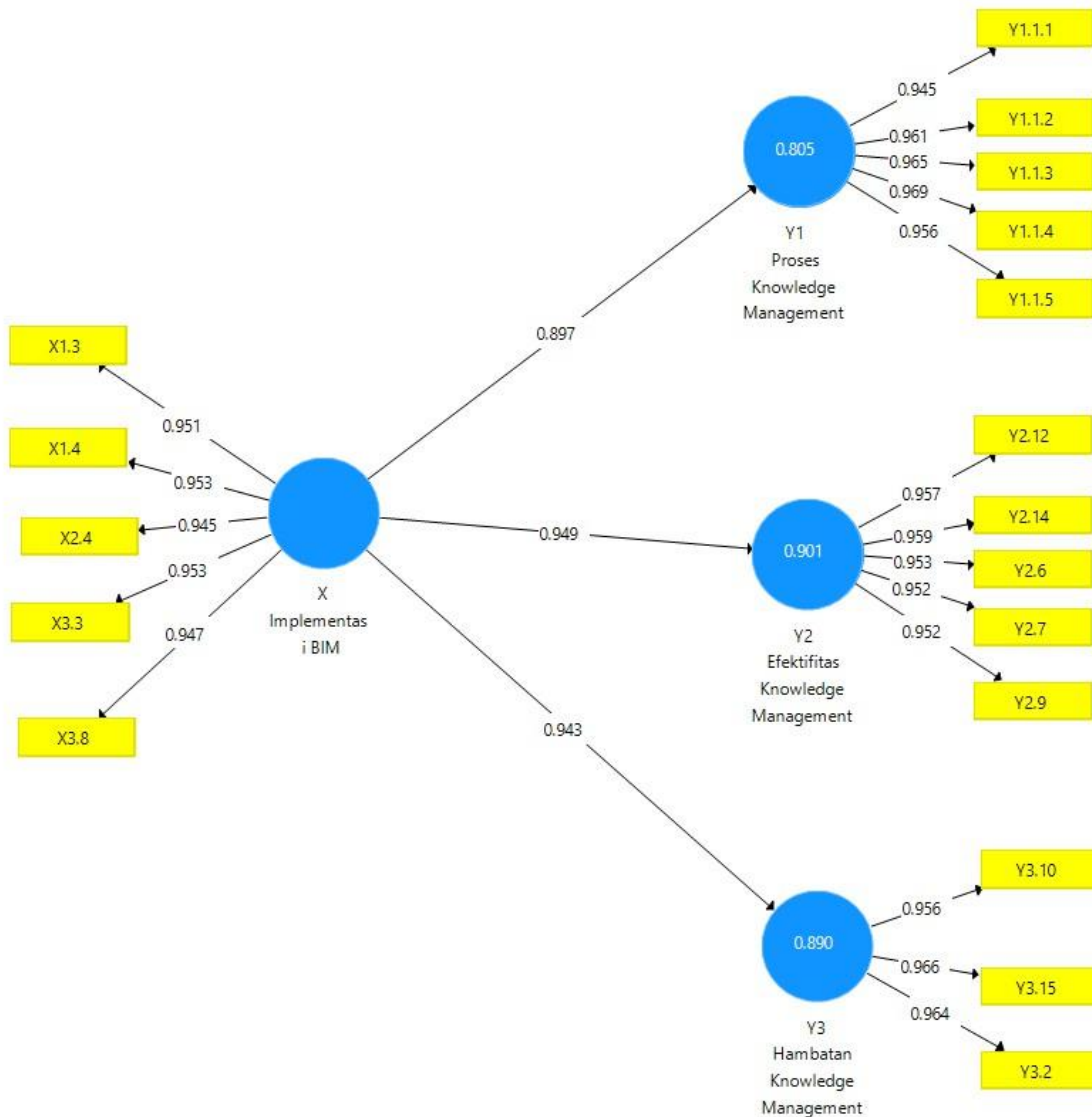 Y1.1.1
0.945
Y1.1.2
0.961
0.805
0.965
Y1.1.3
0.969
Y1.1.4
0.956
Y1
Proses
Knowledge
Management
Y1.1.5
0.897
X1.3
0.951
X1.4
0.953
X2.4
0.945
0.953
X3.3
0.947
X3.8
X
Implementas
i BIM
Y2.12
0.957
Y2.14
0.959
0.949
0.901
0.953
Y2.6
0.952
Y2.7
0.952
Y2
Efektifitas
Knowledge
Management
Y2.9
0.943
Y3.10
0.956
0.890
0.966
Y3.15
0.964
Y3
Hambatan
Knowledge
Management
Y3.2